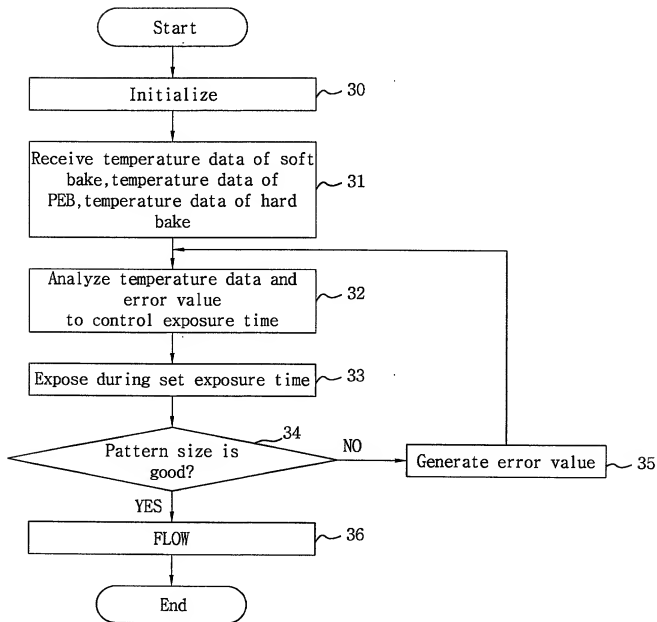 Start
Initialize
30
Receive temperature data of soft
bake,temperature data of
PEB,temperature data of hard
bake
31
Analyze temperature data and
error value
to control exposure time
32
Expose during set exposure time
33
Pattern size is
good?
34
NO
Generate error value
35
YES
FLOW
36
End